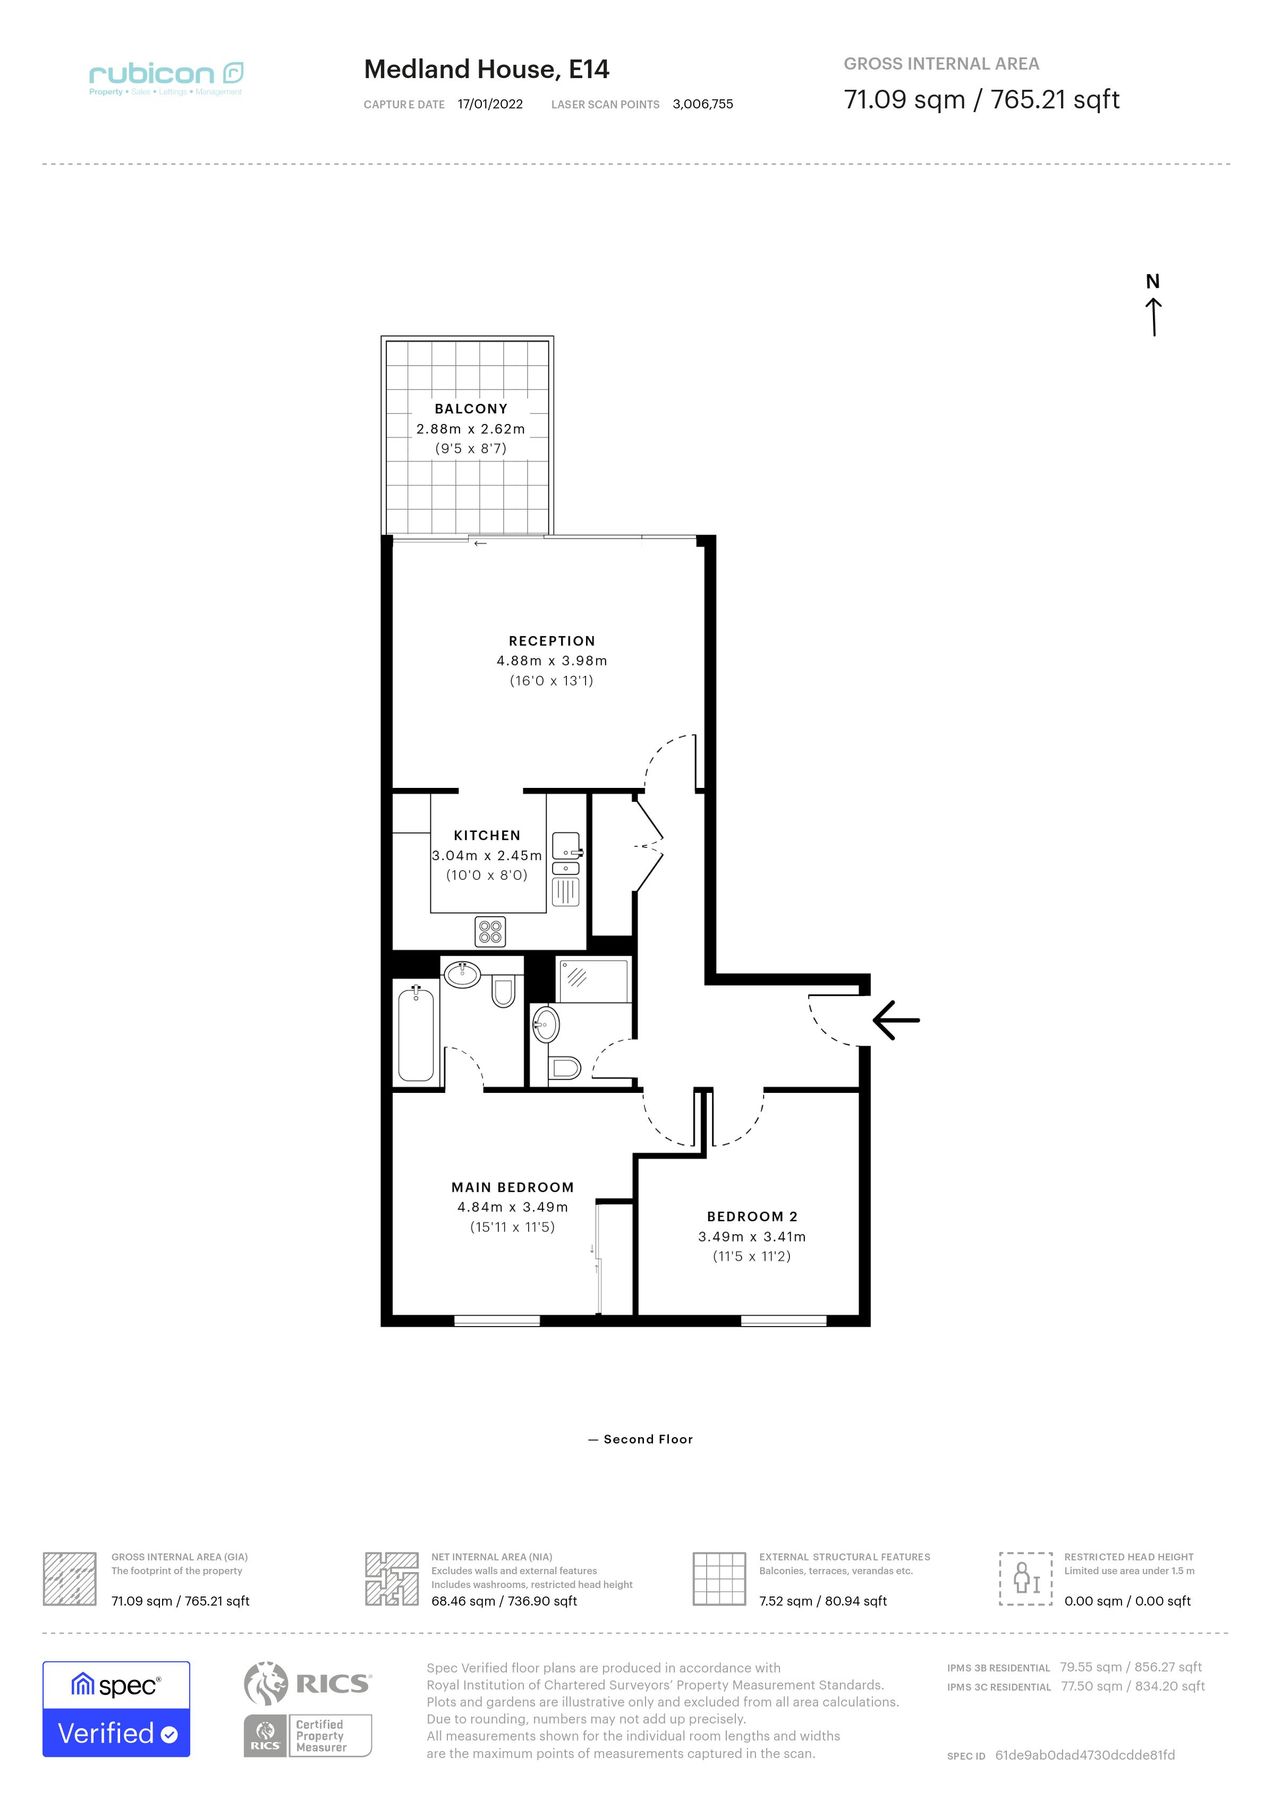 rubicon
Property • Sales • Lettings • Management
Medland House, E14
CAPTURE DATE 17/01/2022 LASER SCAN POINTS 3,006,755
GROSS INTERNAL AREA
71.09 sqm / 765.21 sqft
N
BALCONY
2.88m x 2.62m
(9'5 x 8'7)
RECEPTION
4.88m x 3.98m
(16'0 x 13'1)
KITCHEN
3.04m x 2.45m
(10'0 x 8'0)
MAIN BEDROOM
4.84m x 3.49m
(15'11 x 11'5)
BEDROOM 2
3.49m x 3.41m
(11'5 x 11'2)
— Second Floor
GROSS INTERNAL AREA (GIA)
The footprint of the property
71.09 sqm / 765.21 sqft
NET INTERNAL AREA (NIA)
Excludes walls and external features
Includes washrooms, restricted head height
68.46 sqm / 736.90 sqft
EXTERNAL STRUCTURAL FEATURES
Balconies, terraces, verandas etc.
7.52 sqm / 80.94 sqft
RESTRICTED HEAD HEIGHT
Limited use area under 1.5 m
0.00 sqm / 0.00 sqft
spec®
Verified
RICS
RICS
Certified
Property
Measurer
Spec Verified floor plans are produced in accordance with
Royal Institution of Chartered Surveyors’ Property Measurement Standards.
Plots and gardens are illustrative only and excluded from all area calculations.
Due to rounding, numbers may not add up precisely.
All measurements shown for the individual room lengths and widths
are the maximum points of measurements captured in the scan.
IPMS 3B RESIDENTIAL 79.55 sqm / 856.27 sqft
IPMS 3C RESIDENTIAL 77.50 sqm / 834.20 sqft
SPEC ID 61de9ab0dad4730dcdde81fd